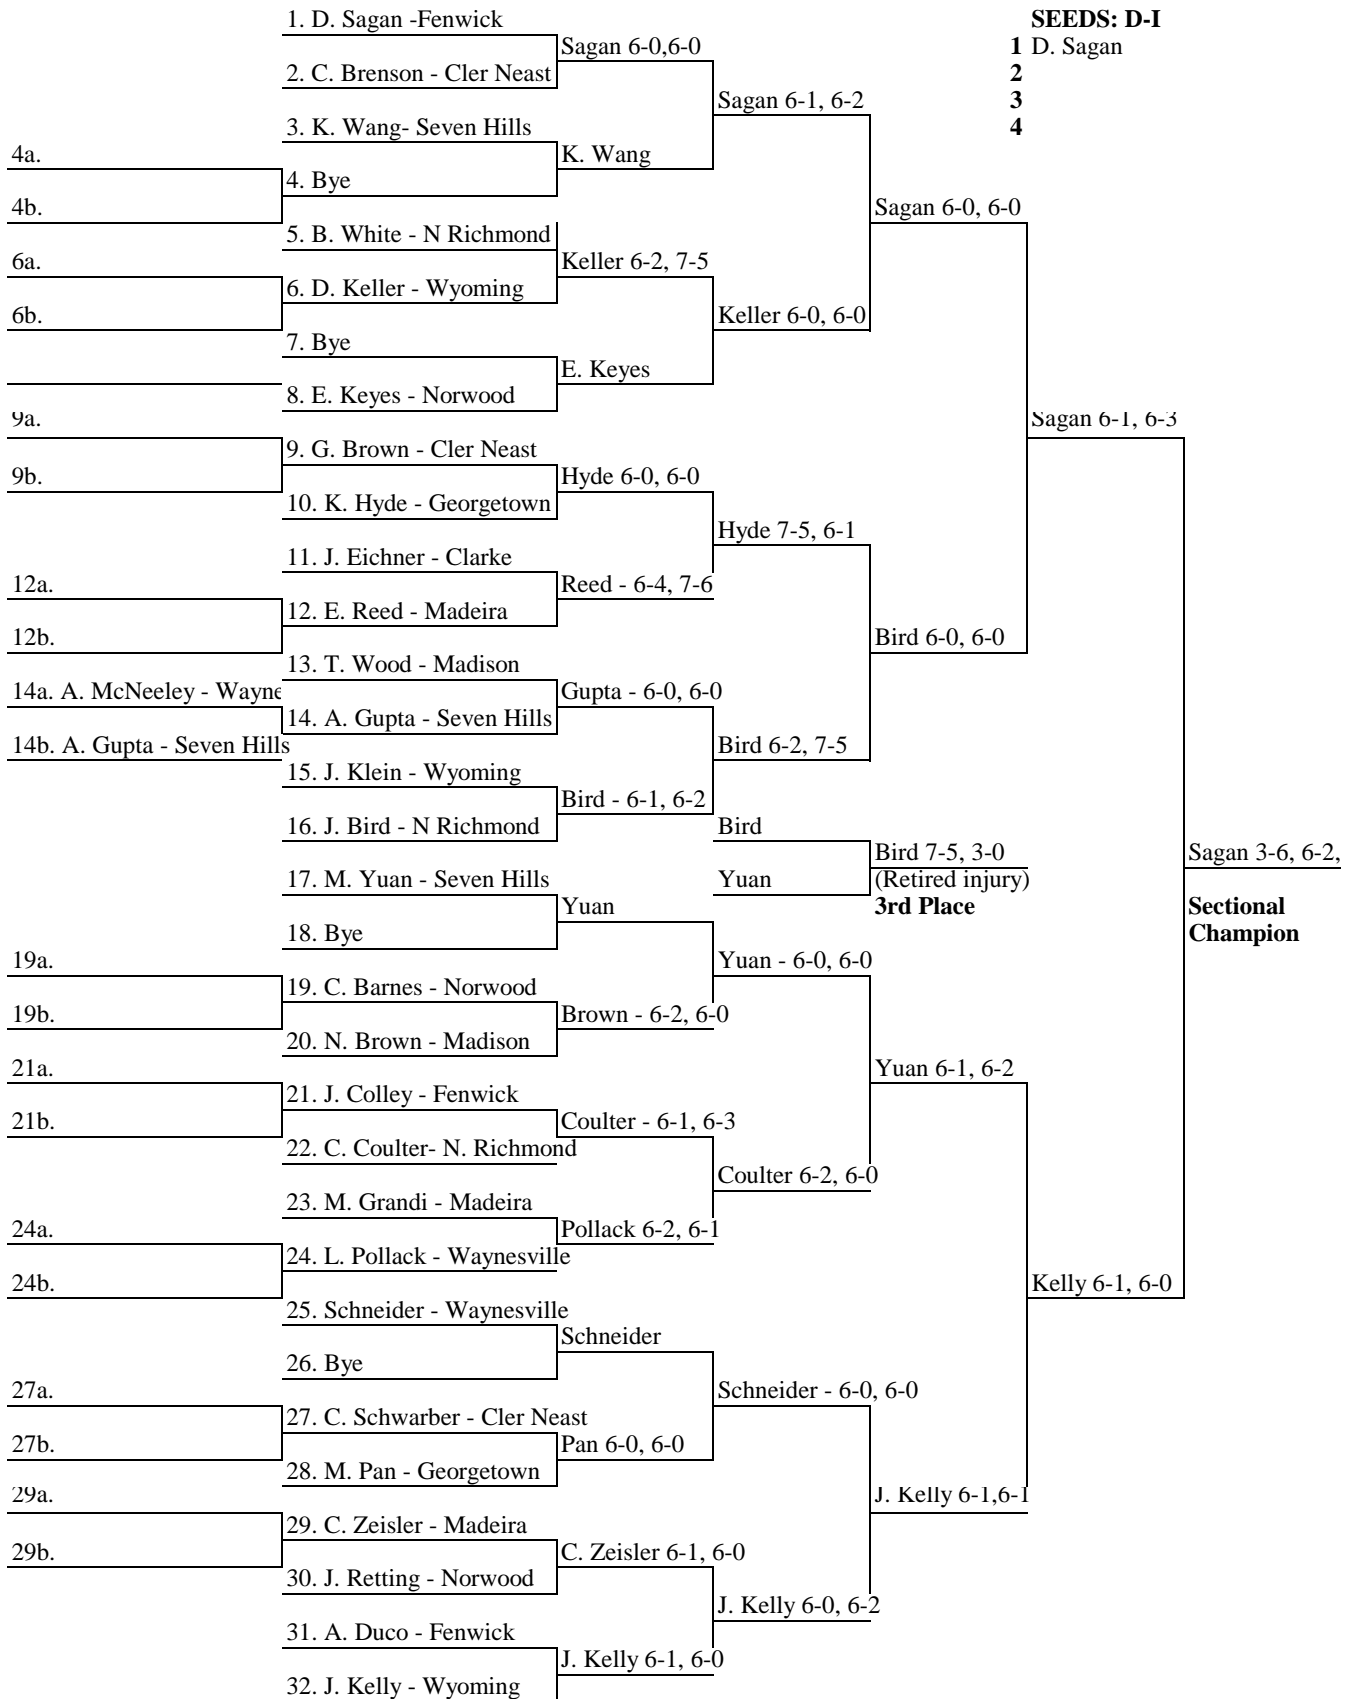 1. D. Sagan -Fenwick
SEEDS: D-I
Sagan 6-0,6-0
1 D. Sagan
2. C. Brenson - Cler Neast
2
Sagan 6-1, 6-2
3
3. K. Wang- Seven Hills
4
4a.
K. Wang
4. Bye
4b.
Sagan 6-0, 6-0
5. B. White - N Richmond
6a.
Keller 6-2, 7-5
6. D. Keller - Wyoming
6b.
Keller 6-0, 6-0
7. Bye
E. Keyes
8. E. Keyes - Norwood
9a.
Sagan 6-1, 6-3
9. G. Brown - Cler Neast
9b.
Hyde 6-0, 6-0
10. K. Hyde - Georgetown
Hyde 7-5, 6-1
11. J. Eichner - Clarke
12a.
Reed - 6-4, 7-6
12. E. Reed - Madeira
12b.
Bird 6-0, 6-0
13. T. Wood - Madison
14a. A. McNeeley - Wayne
Gupta - 6-0, 6-0
14. A. Gupta - Seven Hills
14b. A. Gupta - Seven Hills
Bird 6-2, 7-5
15. J. Klein - Wyoming
Bird - 6-1, 6-2
16. J. Bird - N Richmond
Bird
Bird 7-5, 3-0
Sagan 3-6, 6-2,
17. M. Yuan - Seven Hills
Yuan
(Retired injury)
Yuan
3rd Place
Sectional
18. Bye
Champion
19a.
Yuan - 6-0, 6-0
19. C. Barnes - Norwood
19b.
Brown - 6-2, 6-0
20. N. Brown - Madison
21a.
Yuan 6-1, 6-2
21. J. Colley - Fenwick
21b.
Coulter - 6-1, 6-3
22. C. Coulter- N. Richmond
Coulter 6-2, 6-0
23. M. Grandi - Madeira
24a.
Pollack 6-2, 6-1
24. L. Pollack - Waynesville
24b.
Kelly 6-1, 6-0
25. Schneider - Waynesville
Schneider
26. Bye
27a.
Schneider - 6-0, 6-0
27. C. Schwarber - Cler Neast
27b.
Pan 6-0, 6-0
28. M. Pan - Georgetown
29a.
J. Kelly 6-1,6-1
29. C. Zeisler - Madeira
29b.
C. Zeisler 6-1, 6-0
30. J. Retting - Norwood
J. Kelly 6-0, 6-2
31. A. Duco - Fenwick
J. Kelly 6-1, 6-0
32. J. Kelly - Wyoming